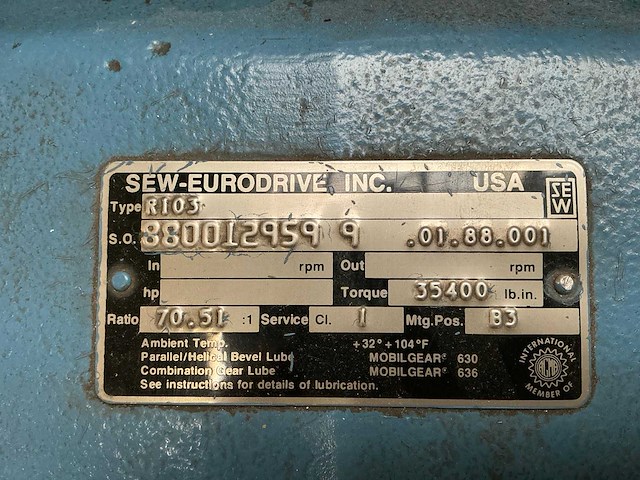 SEW-EURODRIVE, INC. USA
SEW
Type R103
S.O. 880012959 9 .01.88.001
In rpm Out rpm
hp Torque 35400 lb.in.
Ratio 70.51 :1 Service Cl. 1 Mtg.Pos. B3
Ambient Temp. +32° + 104°F
Parallel/Helical Bevel Lube MOBILGEAR® 630
Combination Gear Lube MOBILGEAR® 636
See instructions for details of lubrication.
INTERNATIONAL
AGMA
MEMBER OF